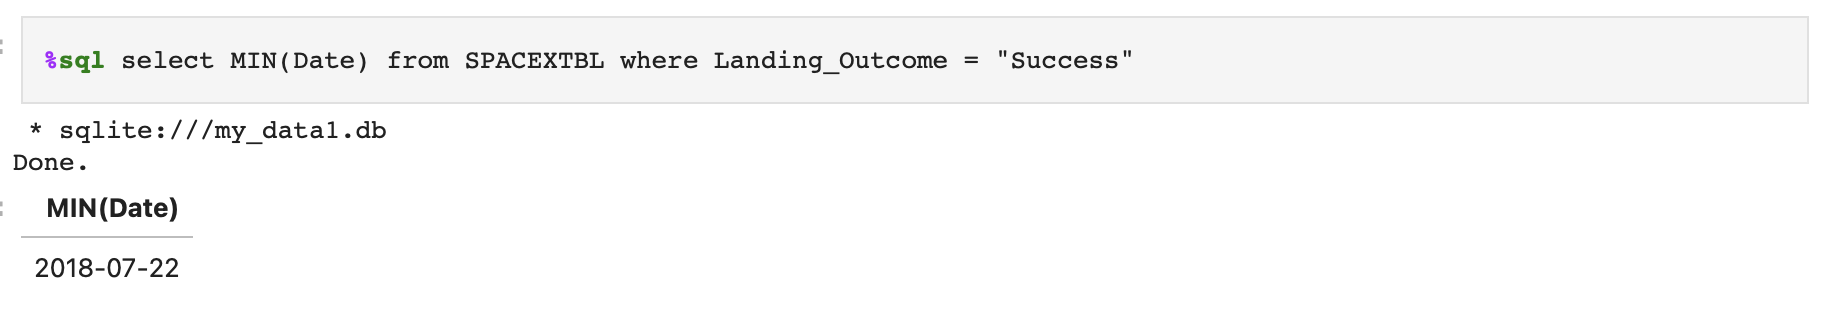 %sql select MIN(Date) from SPACEXTBL where Landing_Outcome = "Success"
* sqlite:///my_data1.db
Done.
MIN(Date)
2018-07-22